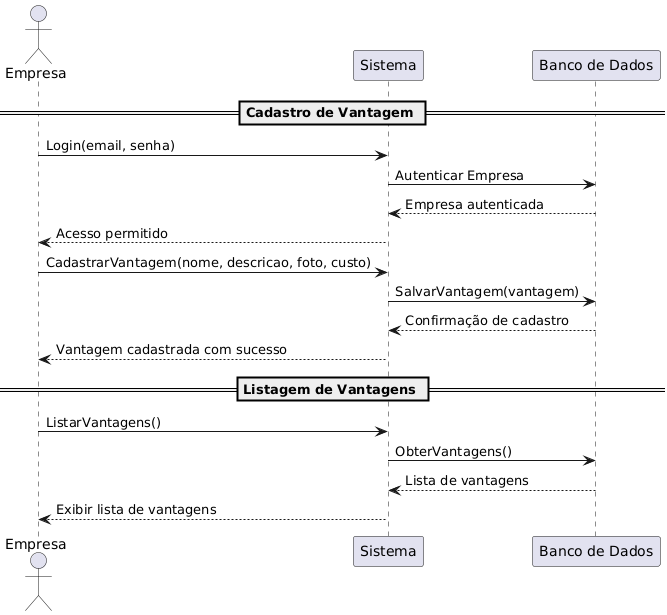 Empresa
Sistema
Banco de Dados
Cadastro de Vantagem
Login(email, senha)
Autenticar Empresa
Empresa autenticada
Acesso permitido
CadastrarVantagem(nome, descricao, foto, custo)
SalvarVantagem(vantagem)
Confirmação de cadastro
Vantagem cadastrada com sucesso
Listagem de Vantagens
ListarVantagens()
ObterVantagens()
Lista de vantagens
Exibir lista de vantagens
Empresa
Sistema
Banco de Dados